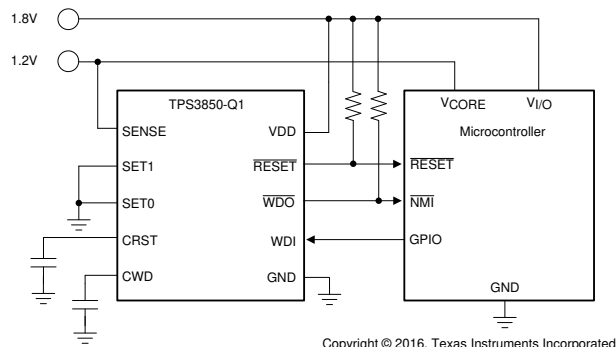 1.8V
1.2V
TPS3850-Q1
SENSE
SET1
SET0
CRST
CWD
VDD
RESET
WDO
WDI
GND
VCORE
VI/O
Microcontroller
RESET
NMI
GPIO
GND
Copyright © 2016, Texas Instruments Incorporated